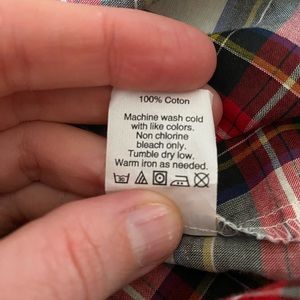 100% Coton
Machine wash cold
with like colors.
Non chlorine
bleach only.
Tumble dry low.
Warm iron as needed.